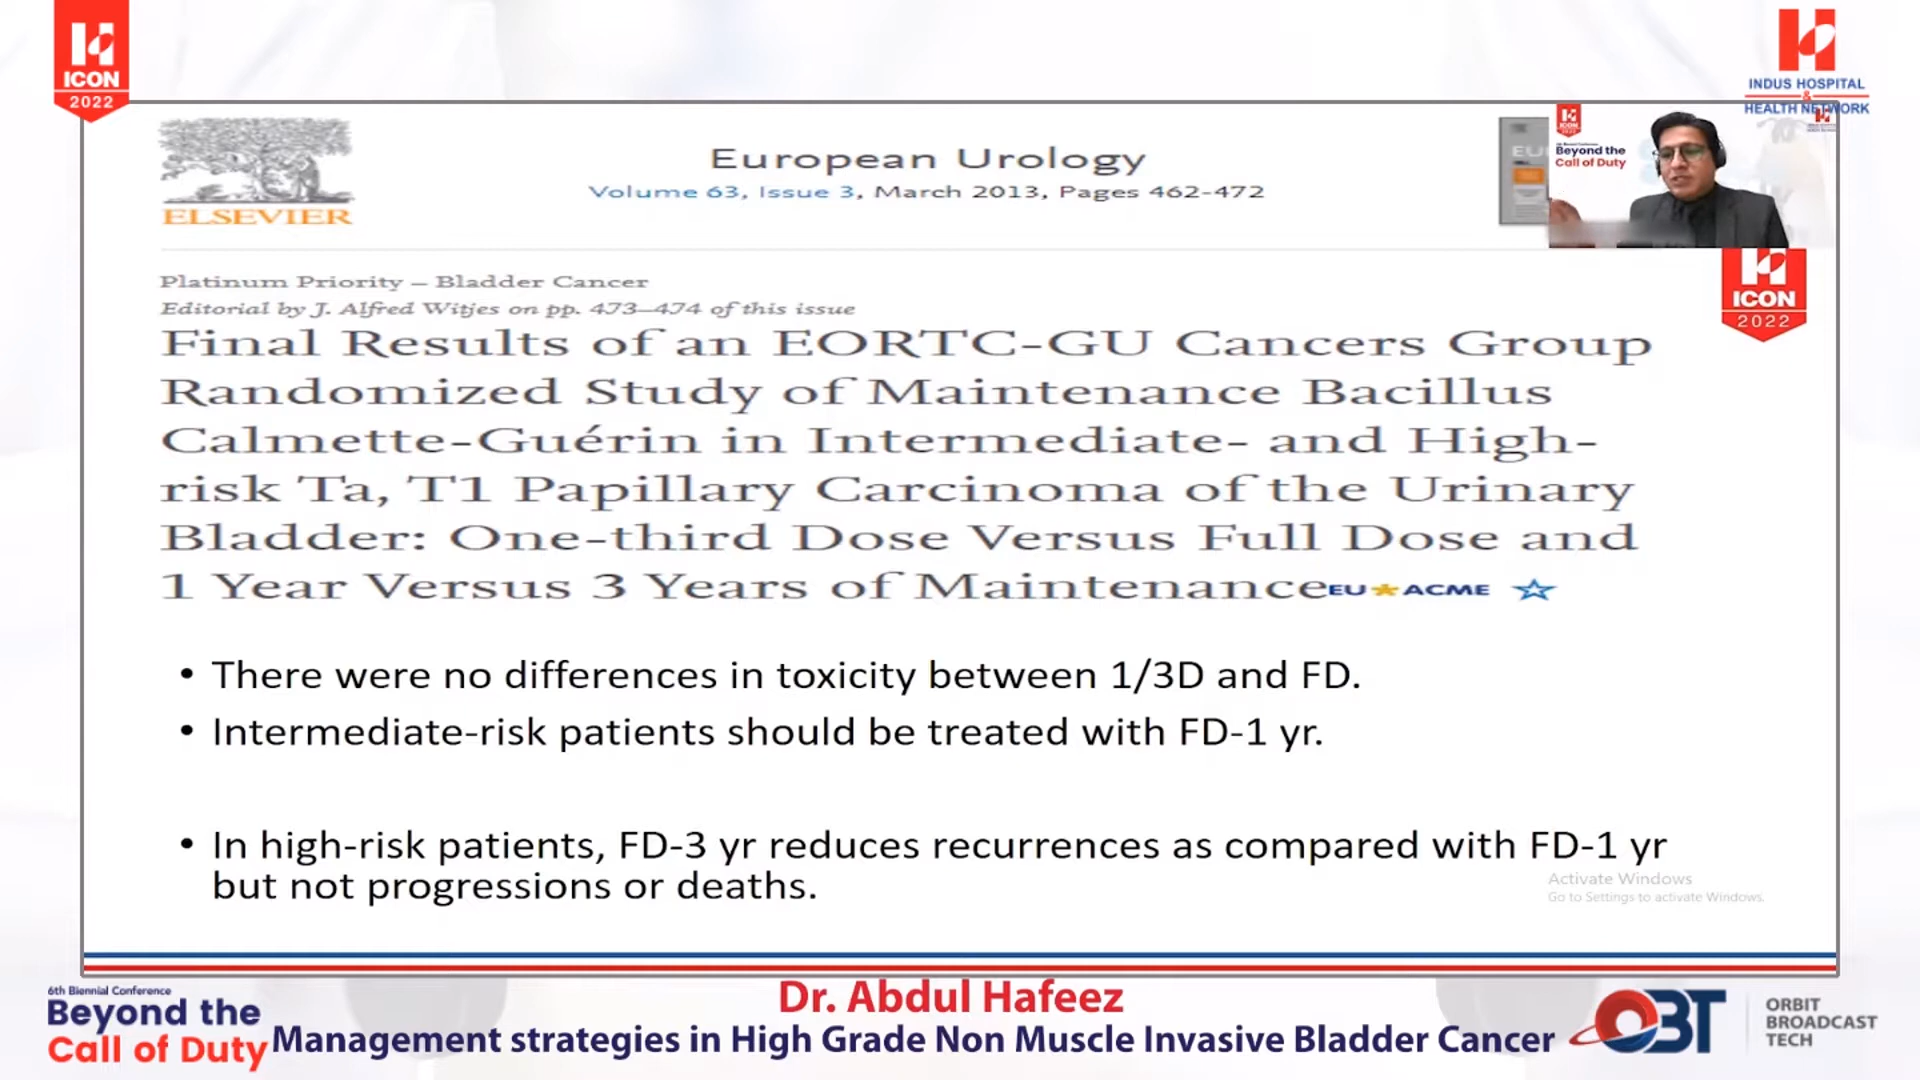 ICON
2022
INDUS HOSPITAL
&
HEALTH NETWORK
ELSEVIER
European Urology
Volume 63, Issue 3, March 2013, Pages 462-472
ICON
Beyond the
Call of Duty
Platinum Priority – Bladder Cancer
Editorial by J. Alfred Witjes on pp. 473–474 of this issue
ICON
2022
Final Results of an EORTC-GU Cancers Group
Randomized Study of Maintenance Bacillus
Calmette-Guérin in Intermediate- and High-
risk Ta, T1 Papillary Carcinoma of the Urinary
Bladder: One-third Dose Versus Full Dose and
1 Year Versus 3 Years of Maintenance EU ACME
• There were no differences in toxicity between 1/3D and FD.
• Intermediate-risk patients should be treated with FD-1 yr.
• In high-risk patients, FD-3 yr reduces recurrences as compared with FD-1 yr
but not progressions or deaths.
Activate Windows
Go to Settings to activate Windows.
6th Biennial Conference
Beyond the
Call of Duty
Dr. Abdul Hafeez
Management strategies in High Grade Non Muscle Invasive Bladder Cancer
OBT
ORBIT
BROADCAST
TECH